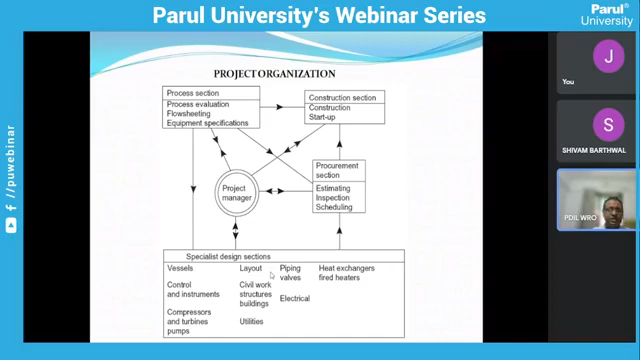 Parul University's Webinar Series
Parul®
University
/puwebinar
PROJECT ORGANIZATION
Process section
Process evaluation
Flowsheeting
Equipment specifications
Construction section
Construction
Start-up
Procurement
section
Estimating
Inspection
Scheduling
Project
manager
Specialist design sections
Vessels
Control
and instruments
Compressors
and turbines
pumps
Layout
Civil work
structures
buildings
Utilities
Piping
valves
Electrical
Heat exchangers
fired heaters
J
You
S
SHIVAM BARTHWAL
PDIL WRO